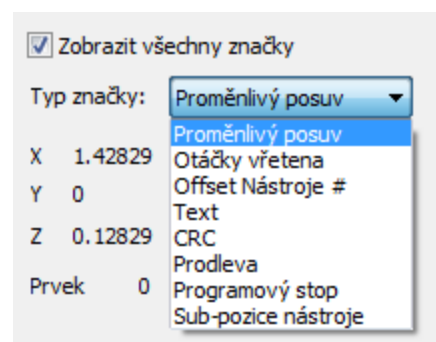 Zobrazit všechny značky
Typ značky: Proměnlivý posuv
Proměnlivý posuv
Otáčky vřetena
Offset Nástroje #
Text
CRC
Prodleva
Programový stop
Sub-pozice nástroje
X 1.42829
Y 0
Z 0.12829
Prvek 0